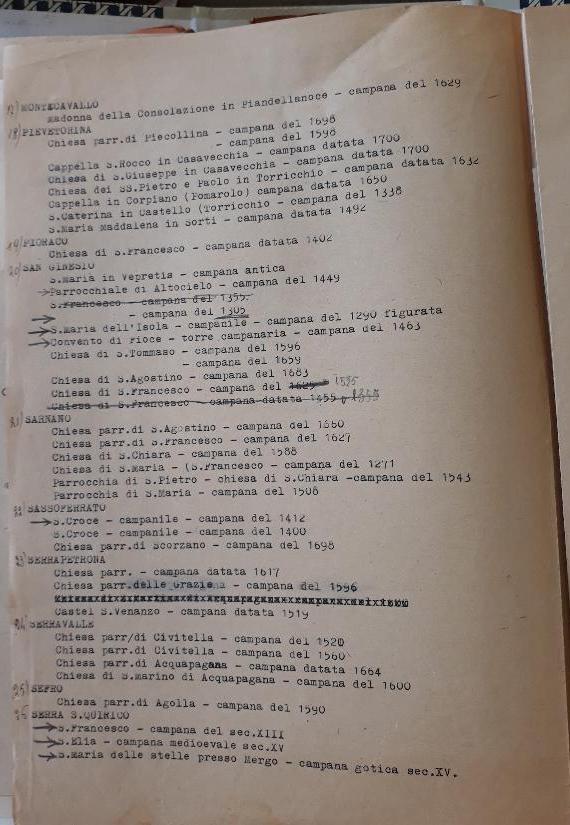 MONTECAVALLO
Madonna della Consolazione in Piandellanoce - campana del 1629
PIEVETORINA
Chiesa parr.di Piecollina - campana del 1698
- campana del 1598
Cappella S.Rocco in Casavecchia - campana datata 1700
Chiesa di S.Giuseppe in Casavecchia - campana datata 1700
Chiesa dei SS.Pietro e Paolo in Torricchio - campana datata 1632
Cappella in Corpiano (Fomarolo) campana datata 1650
S.Caterina in Castello (Torricchio - campana del 1338
S.Maria Maddalena in Sorti - campana datata 1492
PIORACO
Chiesa di S.Francesco - campana datata 1402
20) SAN GINESIO
S.Maria in Vepretis - campana antica
→Parrocchiale di Altocielo - campana del 1449
S.Francesco - campana del 1355.
→ - campana del 1305
→S.Maria dell'Isola - campanile - campana del 1290 figurata
→Convento di rioce - torre campanaria - campana del 1463
Chiesa di S.Tommaso - campana del 1596
- campana del 1659
Chiesa di S.Agostino - campana del 1683
Chiesa di S.Francesco - campana del 1625 1595
Chiesa di S.Francesco - campana datata 1455
SARNANO
Chiesa parr.di S.Agostino - campana del 1660
Chiesa parr.di S.Francesco - campana del 1627
Chiesa di S.Chiara - campana del 1588
Chiesa di S.Maria - (S.Francesco - campana del 1271
Parrocchia di S.Pietro - chiesa di S.Chiara -campana del 1543
Parrocchia di S.Maria - campana del 1508
22) SASSOFERRATO
→S.Croce - campanile - campana del 1412
S.Croce - campanile - campana del 1400
Chiesa parr.di Scorzano - campana del 1698
23) SERRAPETRONA
Chiesa parr. - campana datata 1617
Chiesa parr.delle Grazie - campana del 1596
Castel S.Venanzo - campana datata 1519
24) SERRAVALLE
Chiesa parr/di Civitella - campana del 1520
Chiesa parr.di Civitella - campana del 1560
Chiesa parr.di Acquapagana - campana datata 1664
Chiesa di S.marino di Acquapagana - campana del 1600
25) SEFRO
Chiesa parr.di Agolla - campana del 1590
26 SERRA S.QUIRICO
→S.Francesco - campana del sec.XIII
→S.Elia - campana medioevale sec.XV
→S.Maria delle stelle presso Mergo - campana gotica sec.XV.